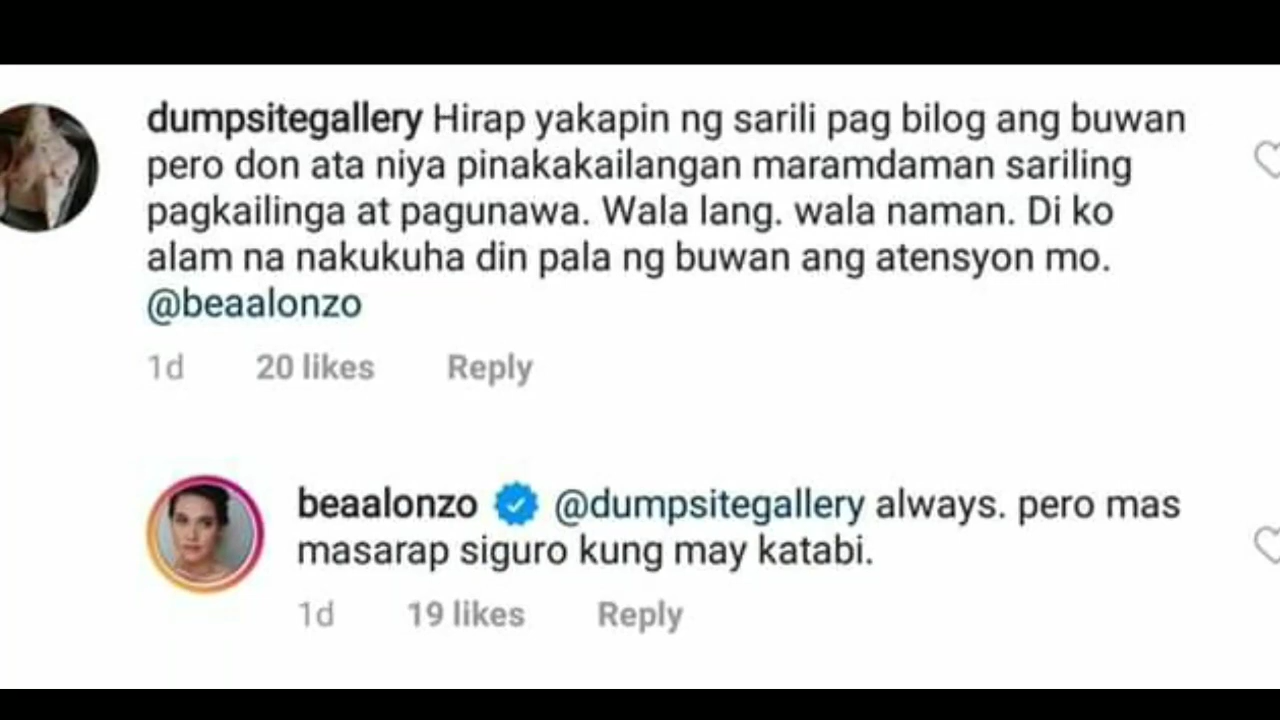 dumpsitegallery Hirap yakapin ng sarili pag bilog ang buwan
pero don ata niya pinakakailangan maramdaman sariling
pagkailinga at pagunawa. Wala lang. wala naman. Di ko
alam na nakukuha din pala ng buwan ang atensyon mo.
@beaalonzo
1d 20 likes Reply
beaalonzo @dumpsitegallery always. pero mas
masarap siguro kung may katabi.
1d 19 likes Reply